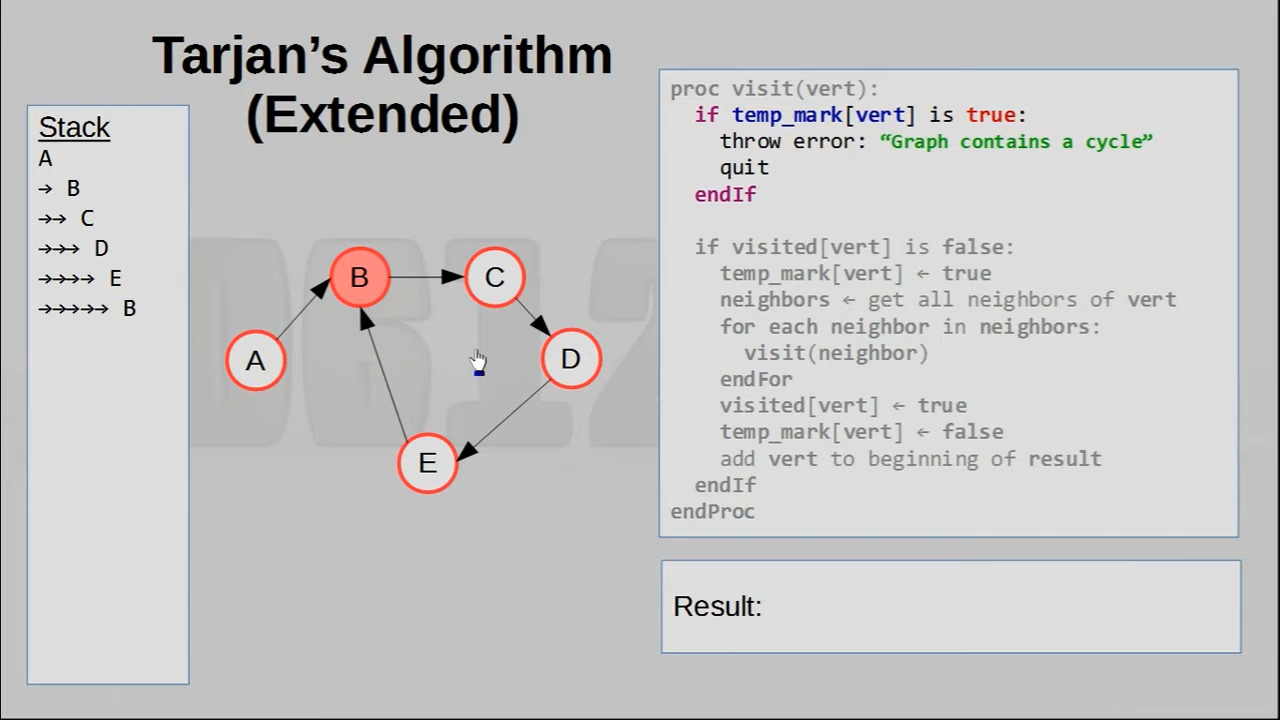 Tarjan’s Algorithm
(Extended)
Stack
A
→ B
→→ C
→→→ D
→→→→ E
→→→→→ B
B
C
A
D
E
proc visit(vert):
if temp_mark[vert] is true:
throw error: “Graph contains a cycle”
quit
endIf
if visited[vert] is false:
temp_mark[vert] ← true
neighbors ← get all neighbors of vert
for each neighbor in neighbors:
visit(neighbor)
endFor
visited[vert] ← true
temp_mark[vert] ← false
add vert to beginning of result
endIf
endProc
Result: